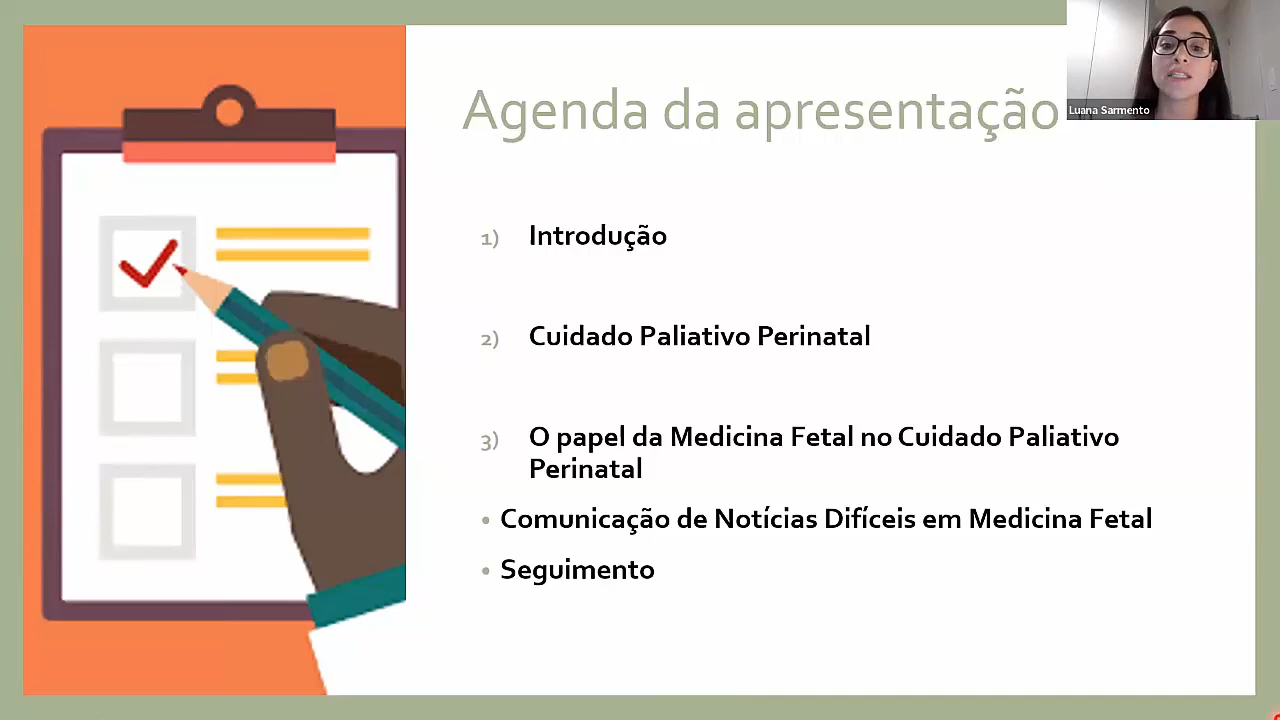 Agenda da apresentação
Luana Sarmento
1) Introdução
2) Cuidado Paliativo Perinatal
3) O papel da Medicina Fetal no Cuidado Paliativo
Perinatal
• Comunicação de Notícias Difíceis em Medicina Fetal
• Seguimento